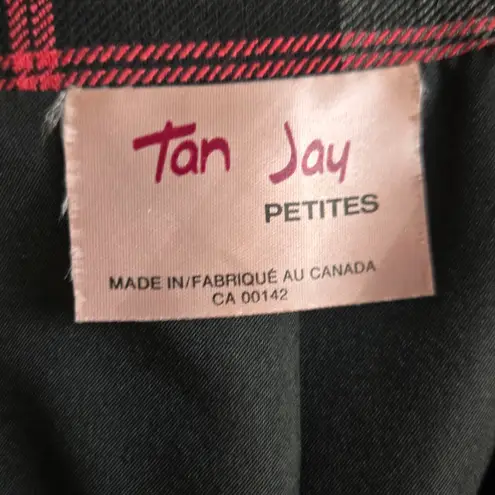 Tan Jay
PETITES
MADE IN/FABRIQUÉ AU CANADA
CA 00142